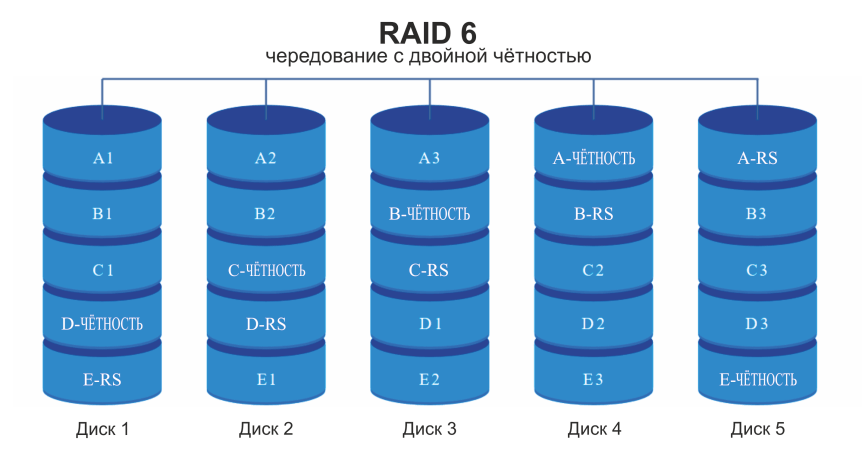 RAID 6
чередование с двойной чётностью
A1 A2 A3 A-ЧЁТНОСТЬ A-RS
B1 B2 B-ЧЁТНОСТЬ B-RS B3
C1 C-ЧЁТНОСТЬ C-RS C2 C3
D-ЧЁТНОСТЬ D-RS D1 D2 D3
E-RS E1 E2 E3 E-ЧЁТНОСТЬ
Диск 1 Диск 2 Диск 3 Диск 4 Диск 5